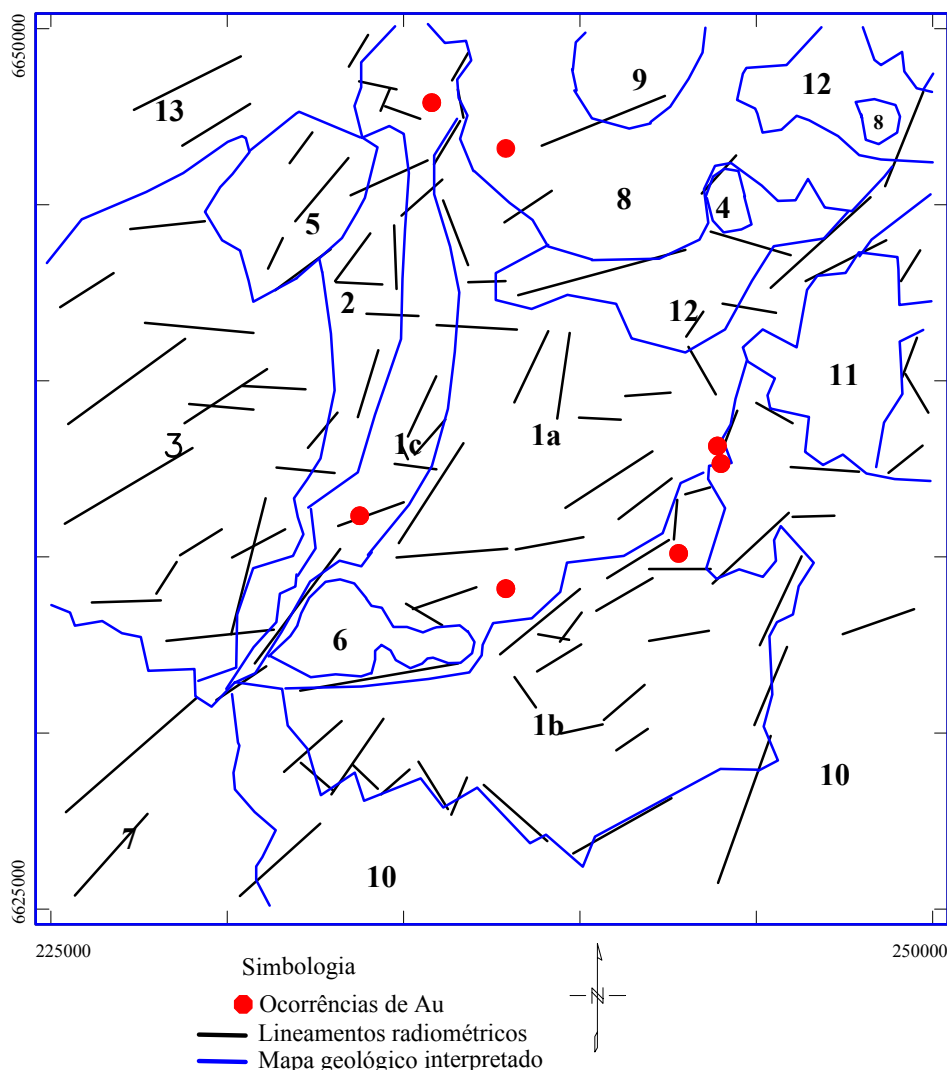 6650000
9
12
13
8
8
4
5
2
12
11
1a
1c
3
6
1b
10
7
10
6625000
225000
250000
Simbologia
N
Ocorrências de Au
Lineamentos radiométricos
Mapa geológico interpretado